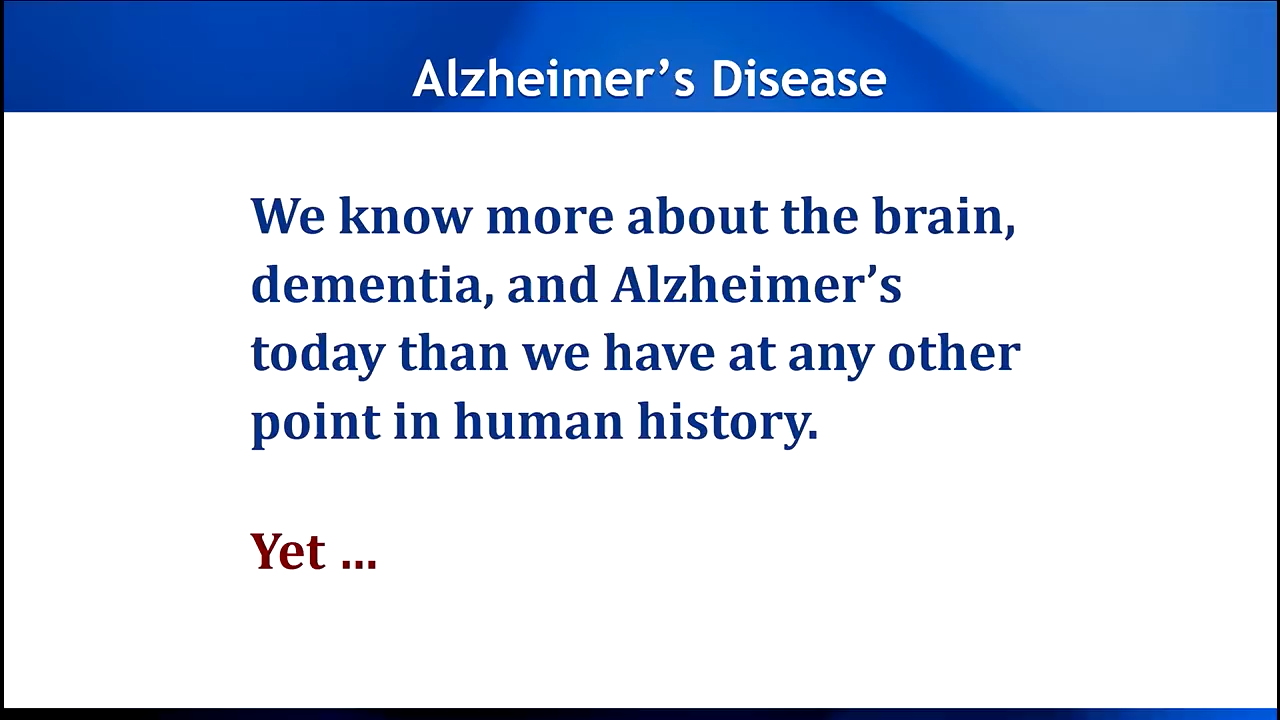 Alzheimer’s Disease
We know more about the brain,
dementia, and Alzheimer’s
today than we have at any other
point in human history.
Yet …